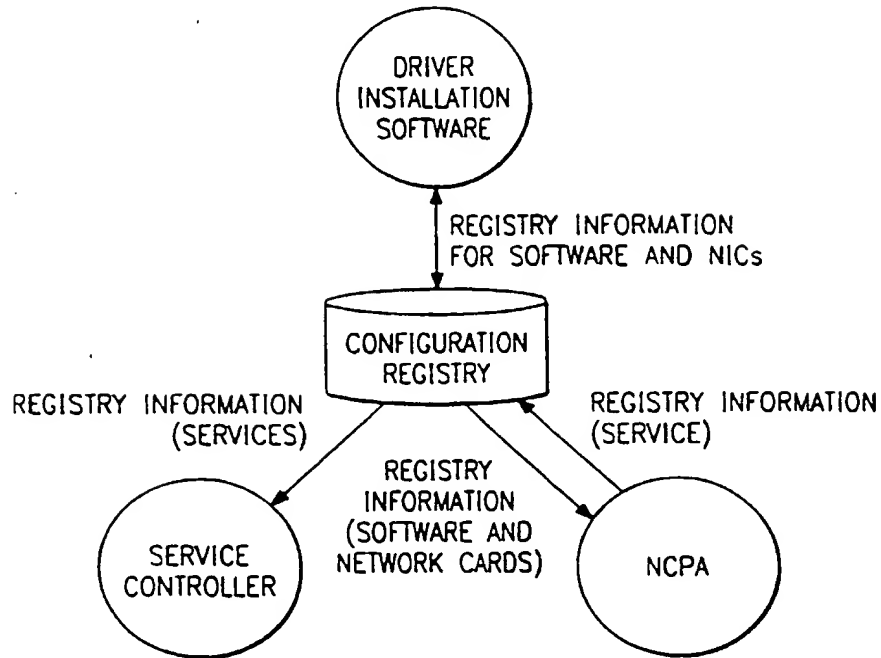 DRIVER
INSTALLATION
SOFTWARE
REGISTRY INFORMATION
FOR SOFTWARE AND NICs
CONFIGURATION
REGISTRY
REGISTRY INFORMATION
(SERVICES)
REGISTRY INFORMATION
(SERVICE)
REGISTRY
INFORMATION
(SOFTWARE AND
NETWORK CARDS)
SERVICE
CONTROLLER
NCPA